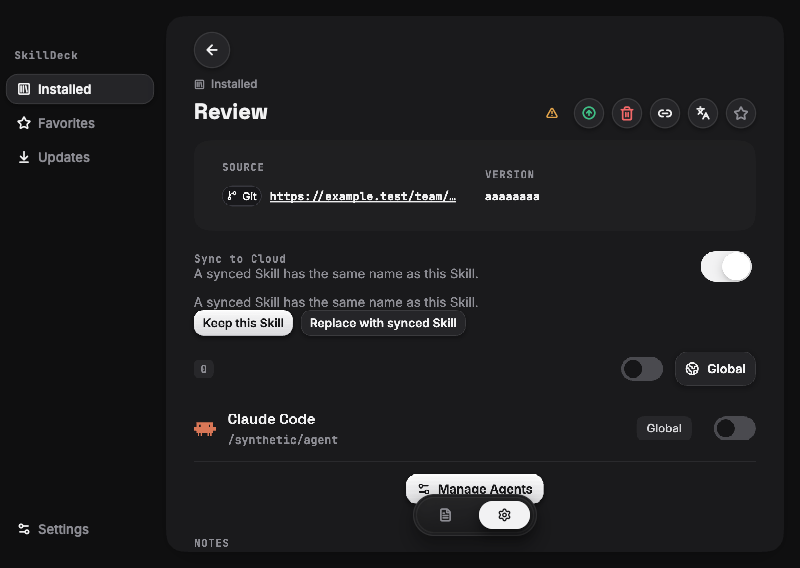 SkillDeck
Installed
Favorites
Updates
Settings
Installed
Review
SOURCE
Git https://example.test/team/…
VERSION
aaaaaaaa
Sync to Cloud
A synced Skill has the same name as this Skill.
A synced Skill has the same name as this Skill.
Keep this Skill
Replace with synced Skill
0
Global
Claude Code
/synthetic/agent
Global
Manage Agents
NOTES